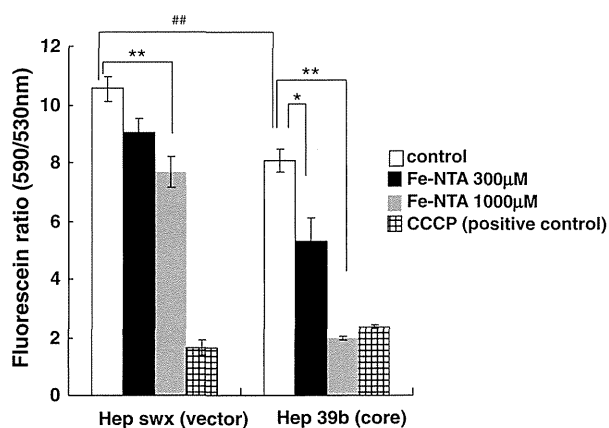 ##
**
**
*
12
10
8
6
4
2
0
Fluorescein ratio (590/530nm)
control
Fe-NTA 300μM
Fe-NTA 1000μM
CCCP (positive control)
Hep swx (vector)
Hep 39b (core)